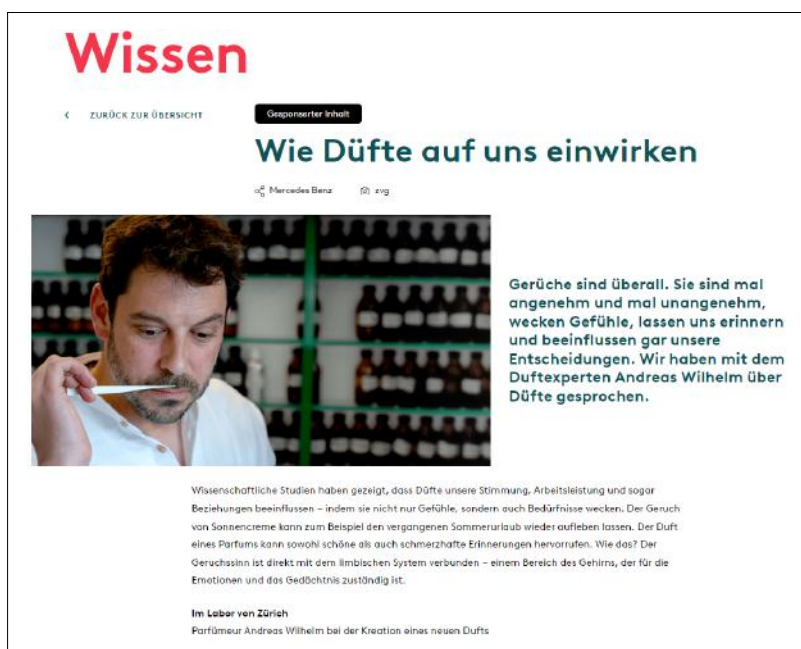 Wissen
ZURÜCK ZUR ÜBERSICHT
Gesponserter Inhalt
Wie Düfte auf uns einwirken
Mercedes Benz
zvg
Gerüche sind überall. Sie sind mal
angenehm und mal unangenehm,
wecken Gefühle, lassen uns erinnern
und beeinflussen gar unsere
Entscheidungen. Wir haben mit dem
Duftexperten Andreas Wilhelm über
Düfte gesprochen.
Wissenschaftliche Studien haben gezeigt, dass Düfte unsere Stimmung, Arbeitsleistung und sogar
Beziehungen beeinflussen – indem sie nicht nur Gefühle, sondern auch Bedürfnisse wecken. Der Geruch
von Sonnencreme kann zum Beispiel den vergangenen Sommerurlaub wieder aufleben lassen. Der Duft
eines Parfums kann sowohl schöne als auch schmerzhafte Erinnerungen hervorrufen. Wie das? Der
Geruchssinn ist direkt mit dem limbischen System verbunden – einem Bereich des Gehirns, der für die
Emotionen und das Gedächtnis zuständig ist.
Im Labor von Zürich
Parfümeur Andreas Wilhelm bei der Kreation eines neuen Dufts